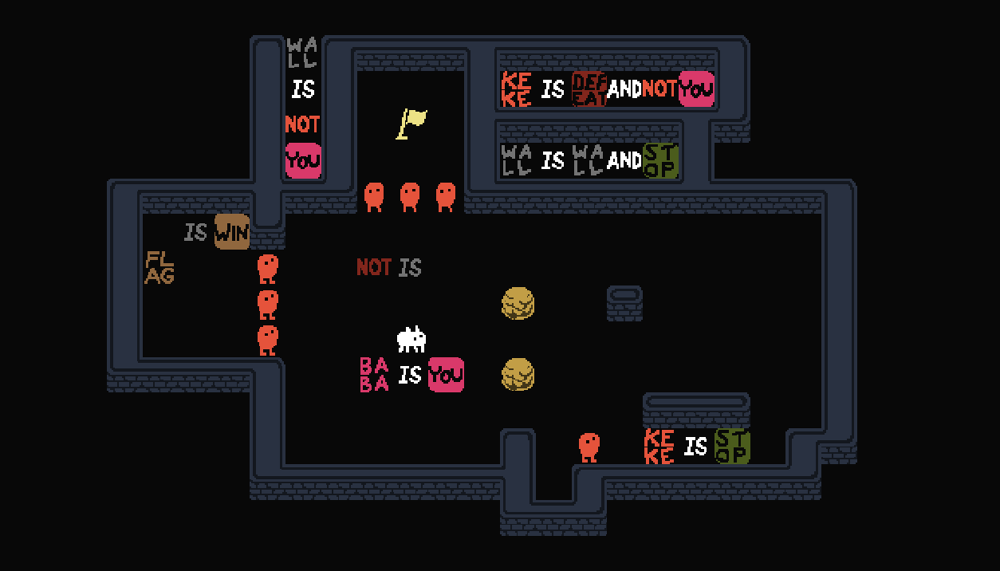 WALL
IS
NOT
YOU
KEKE IS DEFEAT AND NOT YOU
WALL IS WALL AND STOP
IS WIN
FLAG
NOT IS
BABA IS YOU
KEKE IS STOP